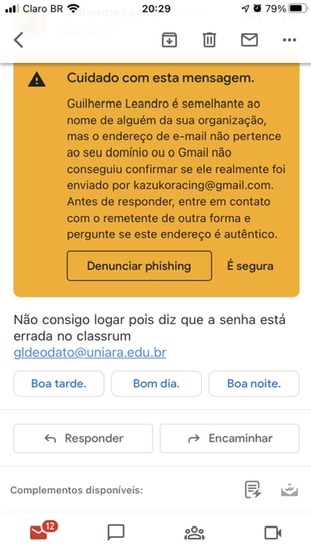 Claro BR
20:29
79%
Cuidado com esta mensagem.
Guilherme Leandro é semelhante ao
nome de alguém da sua organização,
mas o endereço de e-mail não pertence
ao seu domínio ou o Gmail não
conseguiu confirmar se ele realmente foi
enviado por kazukoracing@gmail.com.
Antes de responder, entre em contato
com o remetente de outra forma e
pergunte se este endereço é autêntico.
Denunciar phishing
É segura
Não consigo logar pois diz que a senha está
errada no classrum
gldeodato@uniara.edu.br
Boa tarde.
Bom dia.
Boa noite.
Responder
Encaminhar
Complementos disponíveis:
12